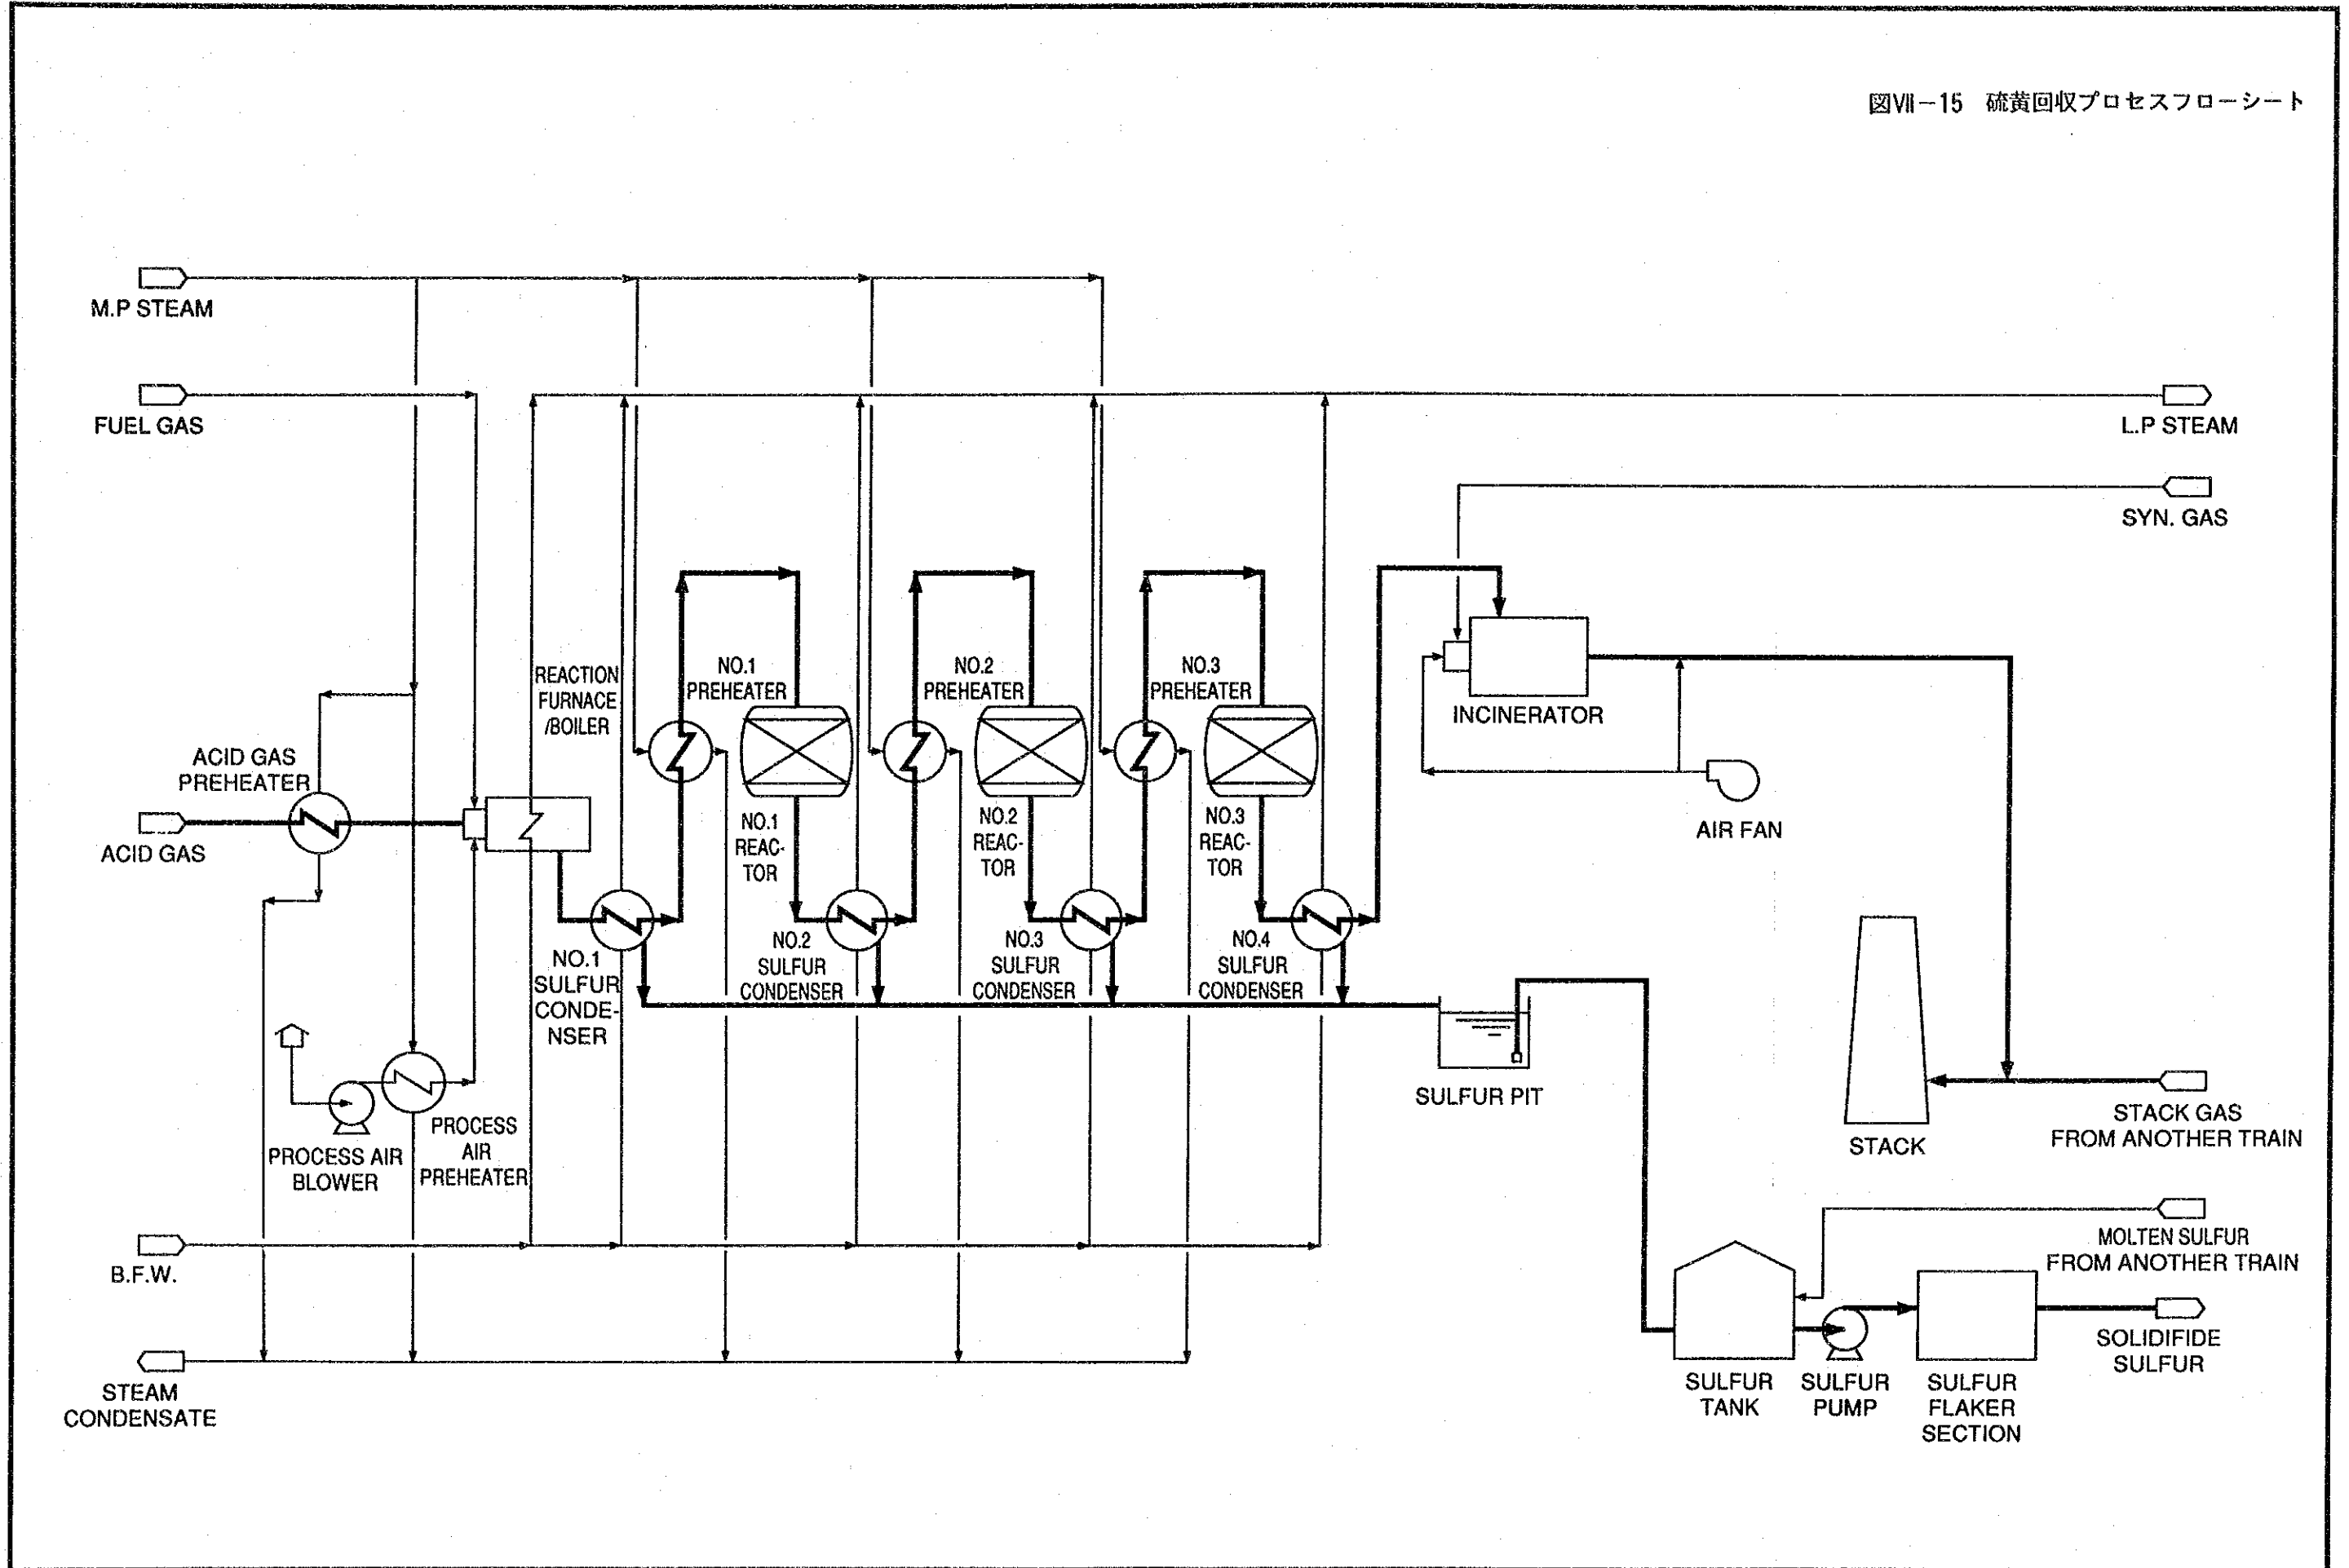 図Ⅶ-15 硫黄回収プロセスフローシート
M.P STEAM
FUEL GAS
L.P STEAM
SYN. GAS
REACTION
FURNACE
/BOILER
NO.1
PREHEATER
NO.2
PREHEATER
NO.3
PREHEATER
INCINERATOR
ACID GAS
PREHEATER
ACID GAS
NO.1
REAC-
TOR
NO.2
REAC-
TOR
NO.3
REAC-
TOR
AIR FAN
NO.1
SULFUR
CONDE-
NSER
NO.2
SULFUR
CONDENSER
NO.3
SULFUR
CONDENSER
NO.4
SULFUR
CONDENSER
SULFUR PIT
STACK
STACK GAS
FROM ANOTHER TRAIN
PROCESS AIR
BLOWER
PROCESS
AIR
PREHEATER
B.F.W.
MOLTEN SULFUR
FROM ANOTHER TRAIN
SOLIDIFIDE
SULFUR
STEAM
CONDENSATE
SULFUR
TANK
SULFUR
PUMP
SULFUR
FLAKER
SECTION